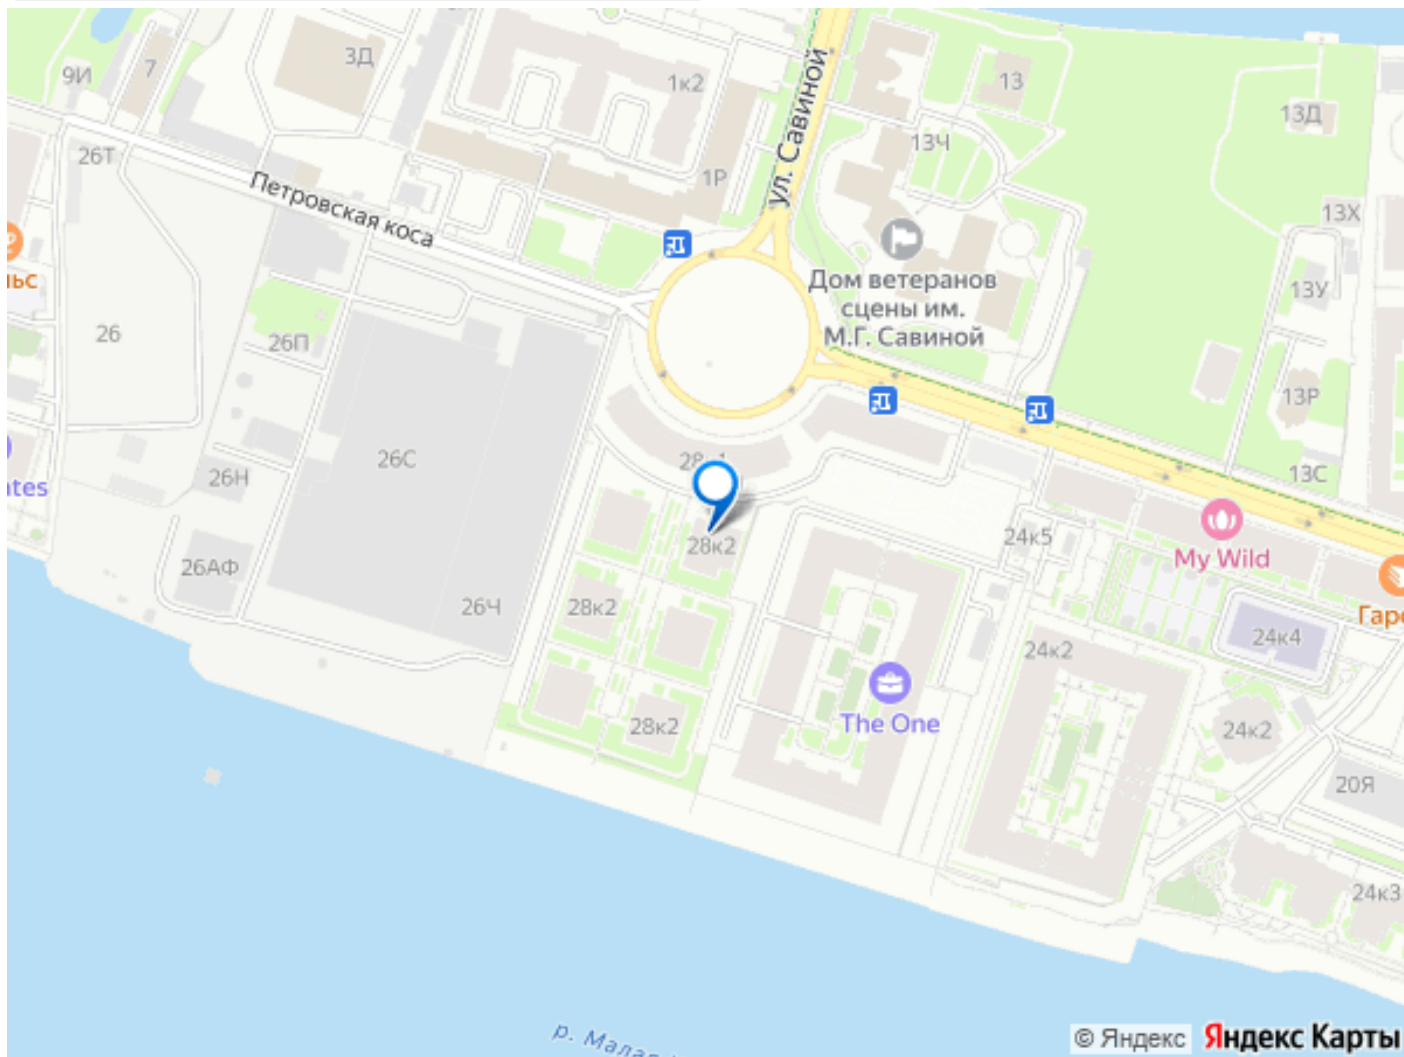 9И
7
3Д
1к2
13
13Д
ул. Савиной
13Ч
26Т
1Р
Петровская коса
13Х
Дом ветеранов
сцены им.
М.Г. Савиной
13У
26
26П
13Р
26С
26Н
13С
24к5
My Wild
28к2
26АФ
26Ч
28к2
24к4
24к2
The One
28к2
24к2
20Я
24к3
р. Малая
© Яндекс
Яндекс Карты